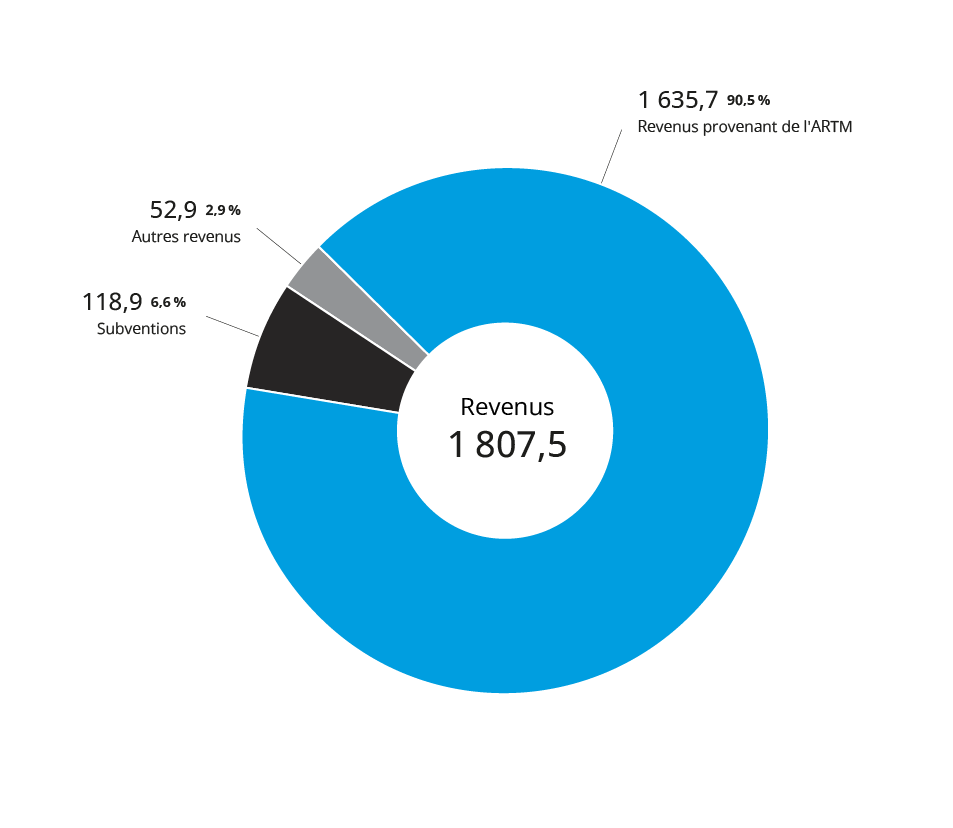 1 635,7 90,5 %
Revenus provenant de l'ARTM
52,9 2,9 %
Autres revenus
118,9 6,6 %
Subventions
Revenus
1 807,5